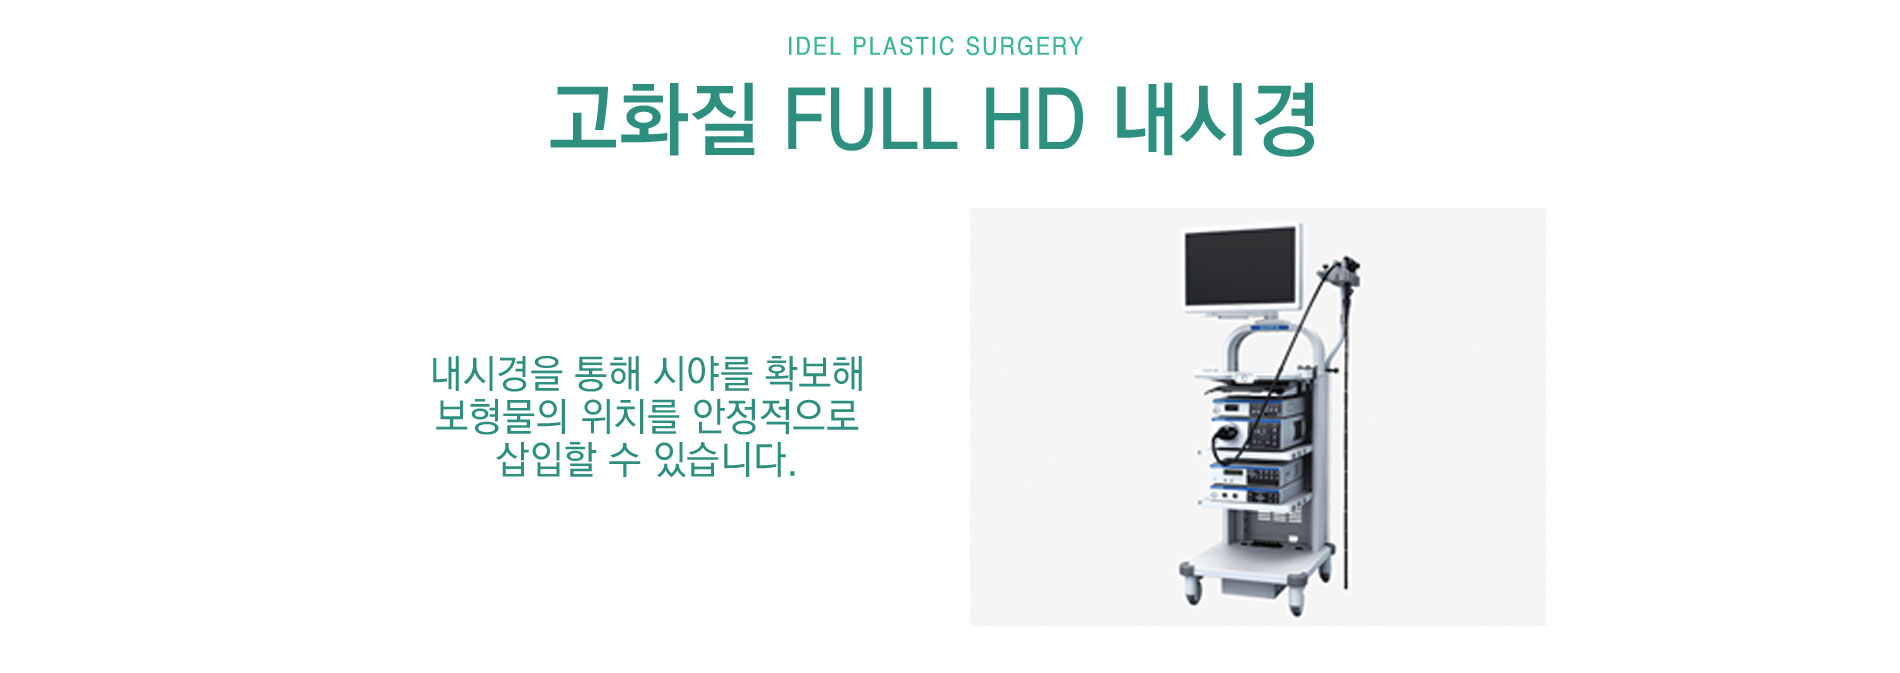 IDEL PLASTIC SURGERY
고화질 FULL HD 내시경
내시경을 통해 시야를 확보해
보형물의 위치를 안정적으로
삽입할 수 있습니다.